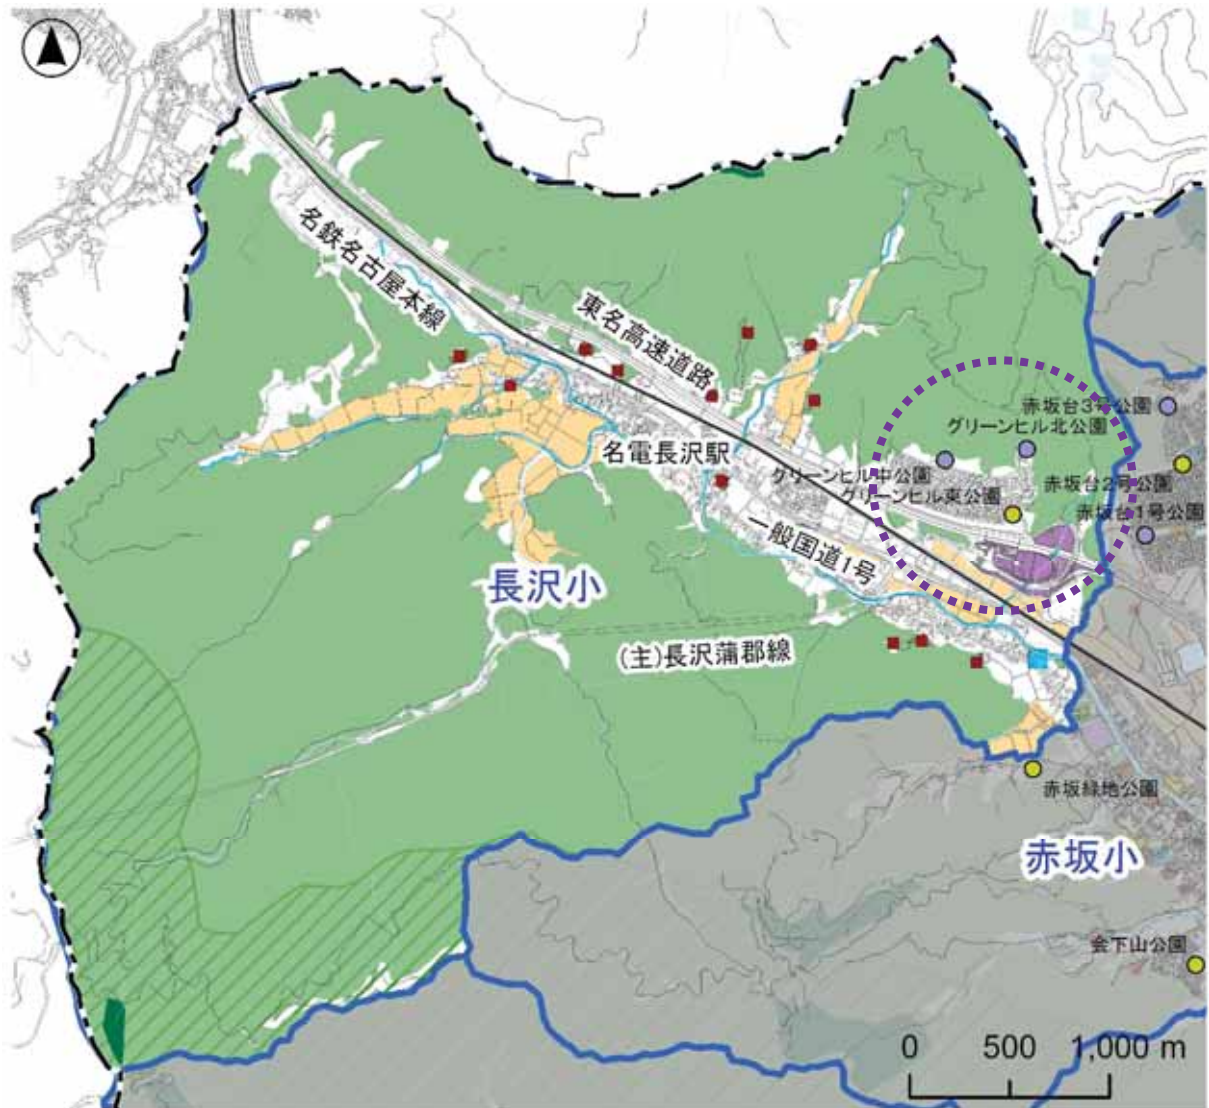 名鉄名古屋本線
東名高速道路
赤坂台3号公園
グリーンヒル北公園
名電長沢駅
グリーンヒル中公園
赤坂台2号公園
グリーンヒル東公園
赤坂台1号公園
一般国道1号
長沢小
(主)長沢蒲郡線
赤坂緑地公園
赤坂小
会下山公園
0 500 1,000 m